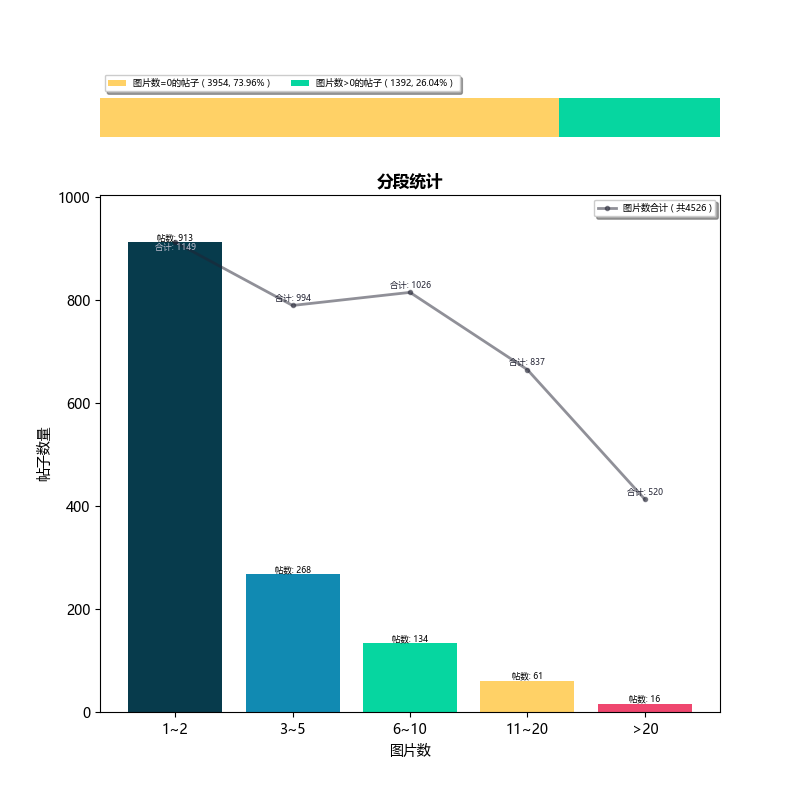 图片数=0的帖子 ( 3954, 73.96% ) 图片数>0的帖子 ( 1392, 26.04% )
分段统计
图片数合计 ( 共4526 )
1000
800
600
400
200
0
帖子数量
帖数: 913
合计: 1149
合计: 994
合计: 1026
合计: 837
合计: 520
帖数: 268
帖数: 134
帖数: 61
帖数: 16
1~2 3~5 6~10 11~20 >20
图片数